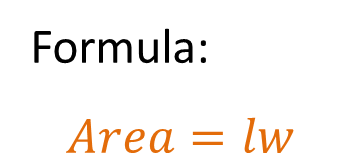 Formula:
Area = lw